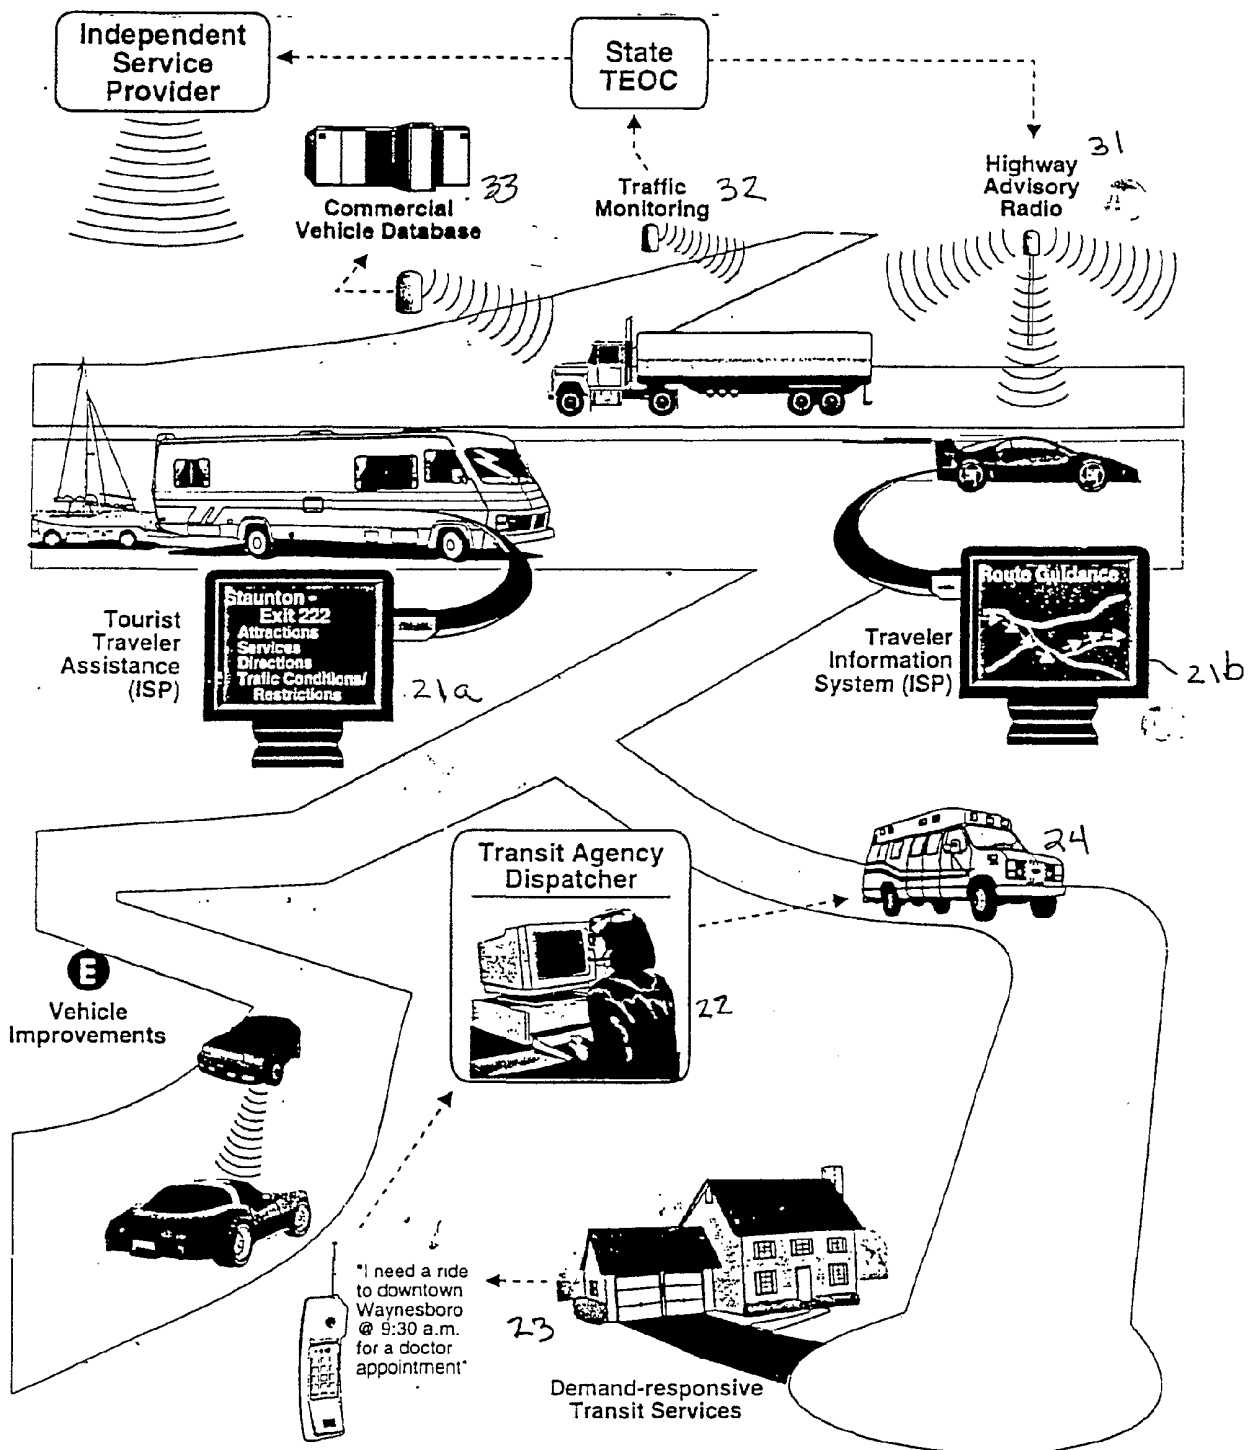 Independent
Service
Provider
State
TEOC
31
Highway
Advisory
Radio
33
Commercial
Vehicle Database
Traffic
Monitoring
32
Tourist
Traveler
Assistance
(ISP)
Staunton -
Exit 222
Attractions
Services
Directions
Trafic Conditions/
Restrictions
21a
Traveler
Information
System (ISP)
Route Guidance
21b
Transit Agency
Dispatcher
22
24
E
Vehicle
Improvements
"I need a ride
to downtown
Waynesboro
@ 9:30 a.m.
for a doctor
appointment"
23
Demand-responsive
Transit Services